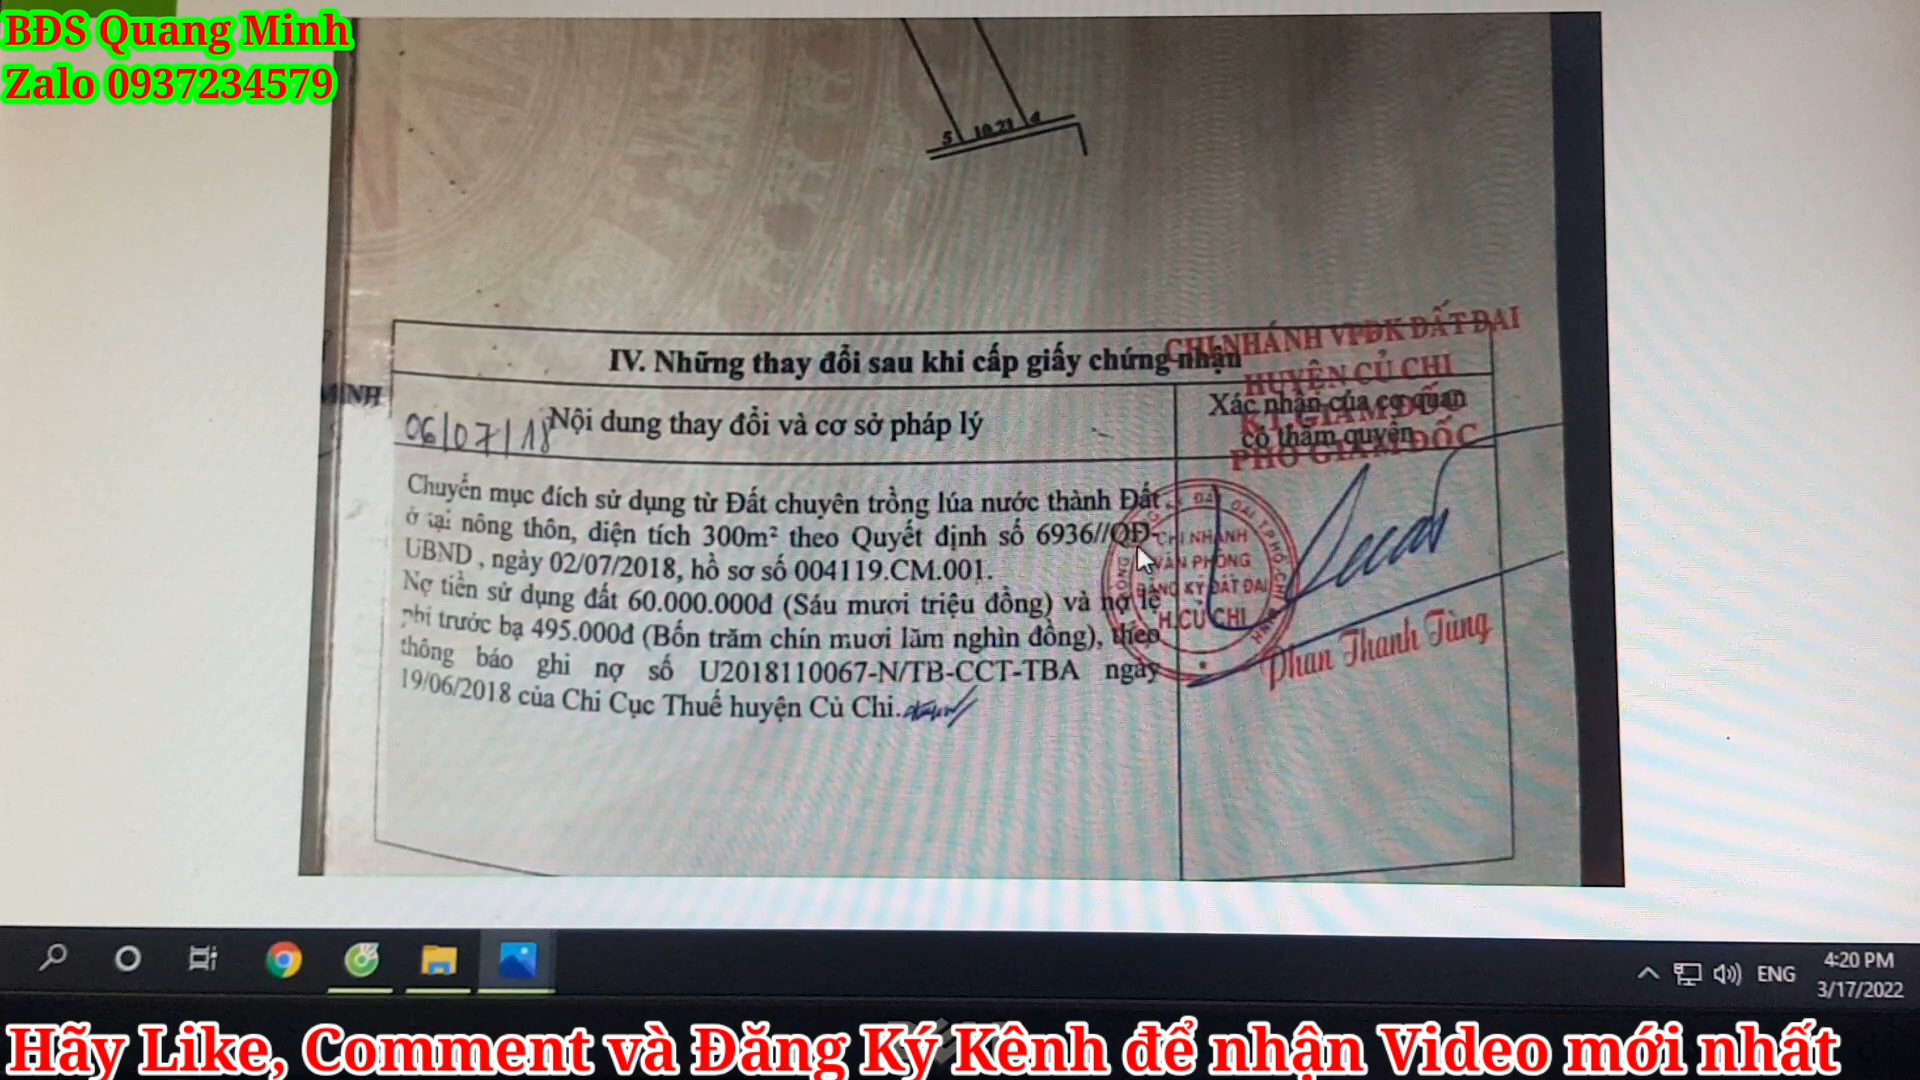 BĐS Quang Minh
Zalo 0937234579
5 10.21 4
MINH
CHI NHÁNH VPĐK ĐẤT ĐAI
HUYỆN CỦ CHI
KT. GIÁM ĐỐC
PHÓ GIÁM ĐỐC
IV. Những thay đổi sau khi cấp giấy chứng nhận
06/07/18
Nội dung thay đổi và cơ sở pháp lý
Xác nhận của cơ quan
có thẩm quyền
Chuyển mục đích sử dụng từ Đất chuyên trồng lúa nước thành Đất
ở tại nông thôn, diện tích 300m² theo Quyết định số 6936//QĐ-
UBND , ngày 02/07/2018, hồ sơ số 004119.CM.001.
Nợ tiền sử dụng đất 60.000.000đ (Sáu mươi triệu đồng) và nợ lệ
phí trước bạ 495.000đ (Bốn trăm chín mươi lăm nghìn đồng), theo
thông báo ghi nợ số U2018110067-N/TB-CCT-TBA ngày
19/06/2018 của Chi Cục Thuế huyện Củ Chi.
CHI NHÁNH
VĂN PHÒNG
ĐĂNG KÝ ĐẤT ĐAI
H.CỦ CHI
Phan Thanh Tùng
ENG
4:20 PM
3/17/2022
Hãy Like, Comment và Đăng Ký Kênh để nhận Video mới nhất